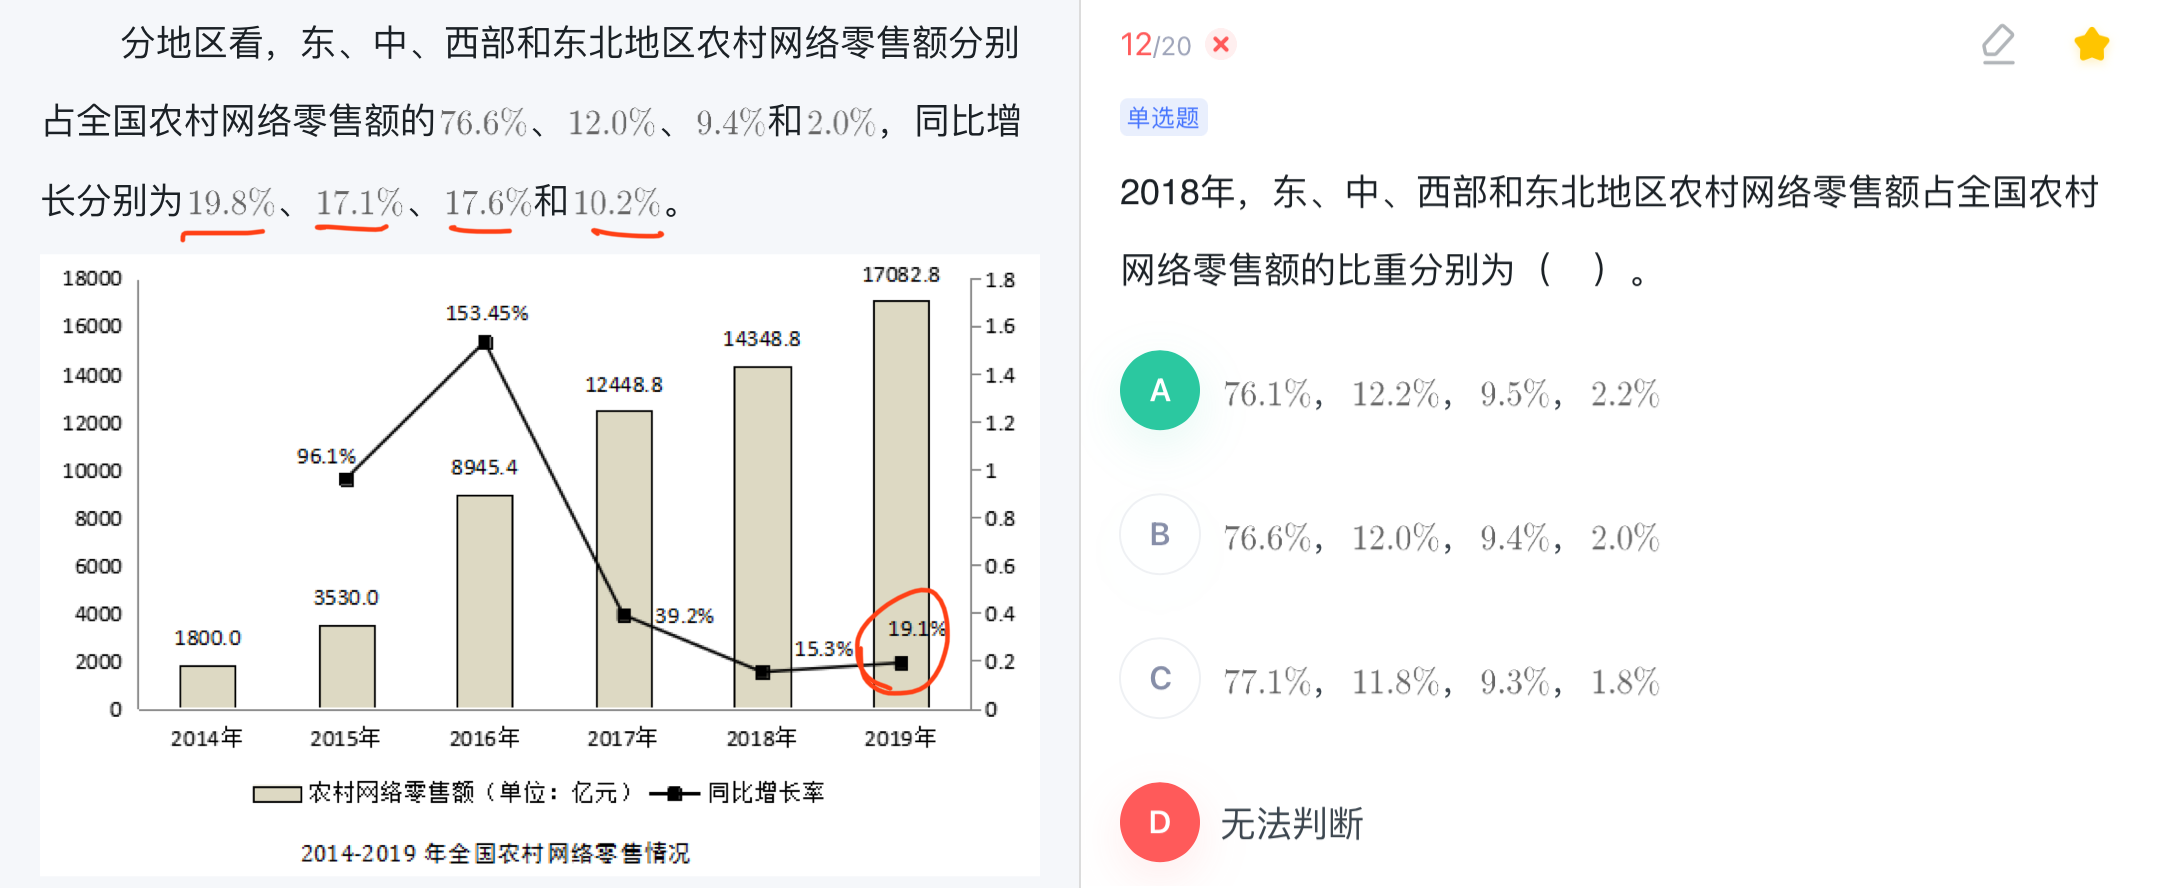 分地区看，东、中、西部和东北地区农村网络零售额分别
占全国农村网络零售额的76.6%、12.0%、9.4%和2.0%，同比增
长分别为19.8%、17.1%、17.6%和10.2%。
18000
16000
14000
12000
10000
8000
6000
4000
2000
0
1.8
1.6
1.4
1.2
1
0.8
0.6
0.4
0.2
0
1800.0
3530.0
8945.4
12448.8
14348.8
17082.8
96.1%
153.45%
39.2%
15.3%
19.1%
2014年
2015年
2016年
2017年
2018年
2019年
农村网络零售额（单位：亿元）
同比增长率
2014-2019 年全国农村网络零售情况
12/20
单选题
2018年，东、中、西部和东北地区农村网络零售额占全国农村
网络零售额的比重分别为（ ）。
A 76.1%， 12.2%， 9.5%， 2.2%
B 76.6%， 12.0%， 9.4%， 2.0%
C 77.1%， 11.8%， 9.3%， 1.8%
D 无法判断